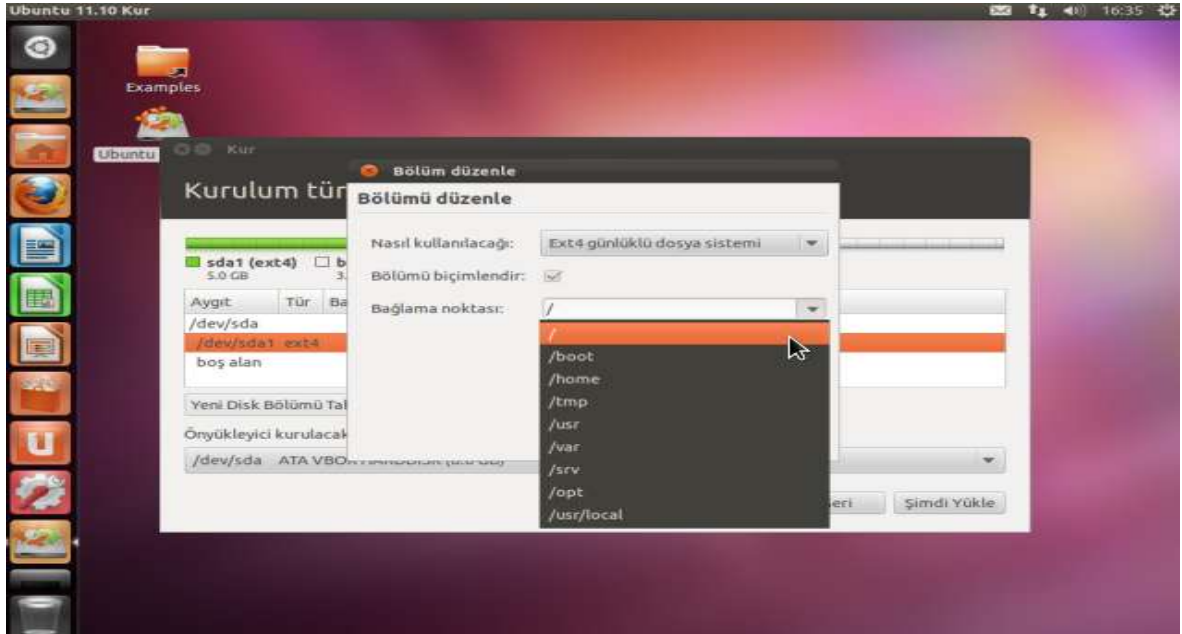 Ubuntu 11.10 Kur
16:35
Examples
Ubuntu
Kur
Kurulum tür
Bölüm düzenle
Bölümü düzenle
Nasıl kullanılacağı: Ext4 günlüklü dosya sistemi
sda1 (ext4) b
5.0 GB 3.
Bölümü biçimlendir:
Bağlama noktası: /
Aygıt Tür Ba
/dev/sda
/dev/sda1 ext4
boş alan
/
/boot
/home
/tmp
/usr
/var
/srv
/opt
/usr/local
Yeni Disk Bölümü Tal
Önyükleyici kurulacak
/dev/sda ATA VBO
eri
Şimdi Yükle